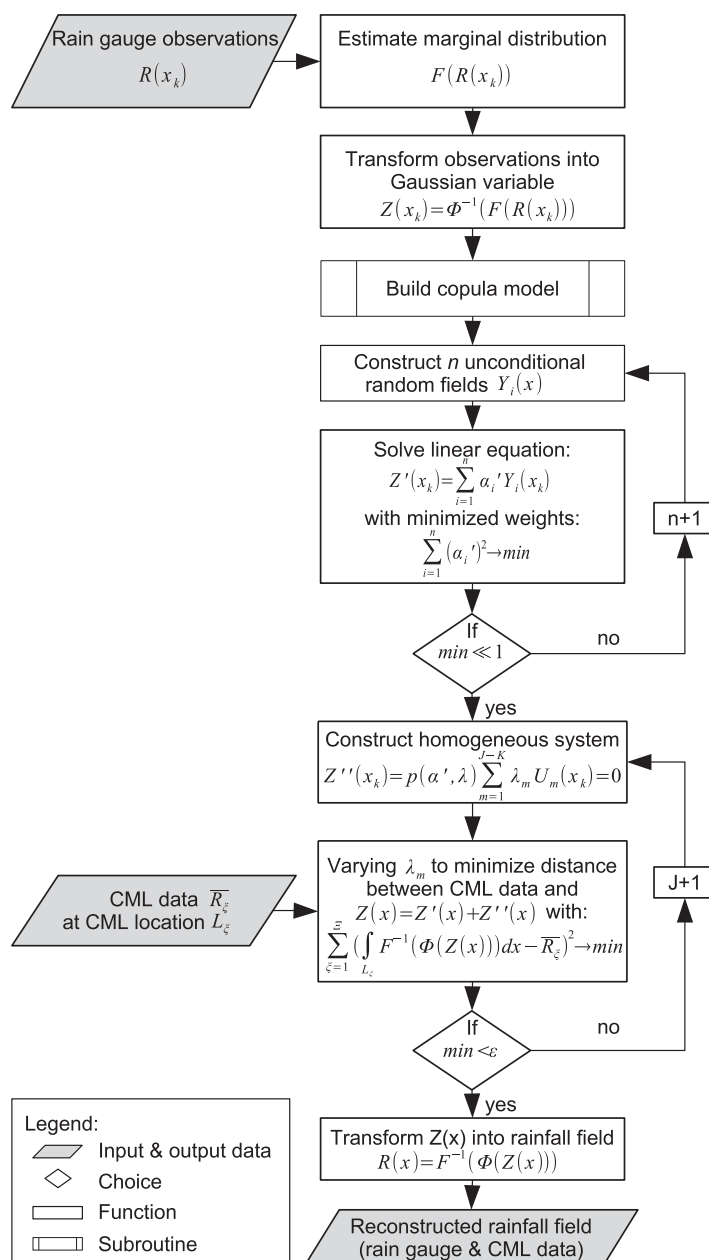 Rain gauge observations
R(x_k)
Estimate marginal distribution
F(R(x_k))
Transform observations into
Gaussian variable
Z(x_k)=Φ⁻¹(F(R(x_k)))
Build copula model
Construct n unconditional
random fields Y_i(x)
Solve linear equation:
Z'(x_k)=∑_{i=1}^{n} α_i' Y_i(x_k)
with minimized weights:
∑_{i=1}^{n} (α_i')²→min
n+1
If
min≪1
no
yes
Construct homogeneous system
Z''(x_k)=p(α',λ)∑_{m=1}^{J−K} λ_m U_m(x_k)=0
CML data R̅_ξ
at CML location L_ξ
Varying λ_m to minimize distance
between CML data and
Z(x)=Z'(x)+Z''(x) with:
∑_{ξ=1}^{Ξ} (∫_{L_ξ} F⁻¹(Φ(Z(x)))dx−R̅_ξ)²→min
J+1
If
min<ε
no
yes
Transform Z(x) into rainfall field
R(x)=F⁻¹(Φ(Z(x)))
Reconstructed rainfall field
(rain gauge & CML data)
Legend:
Input & output data
Choice
Function
Subroutine